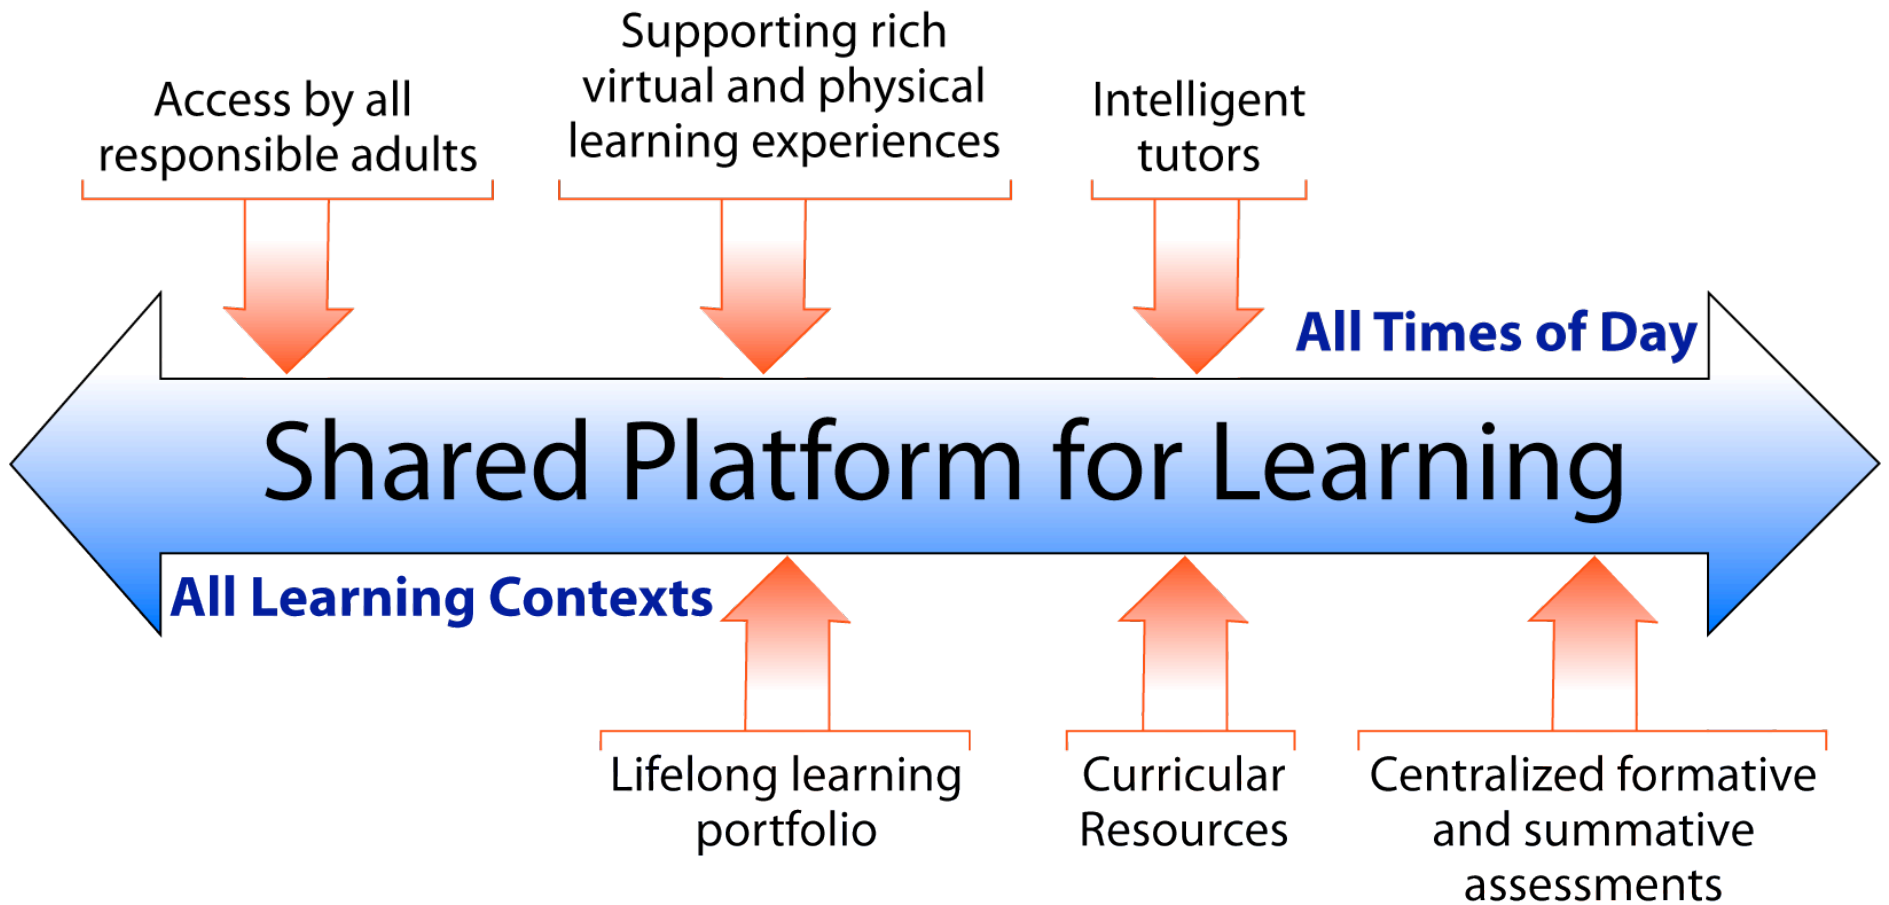 Access by all
responsible adults
Supporting rich
virtual and physical
learning experiences
Intelligent
tutors
All Times of Day
Shared Platform for Learning
All Learning Contexts
Lifelong learning
portfolio
Curricular
Resources
Centralized formative
and summative
assessments